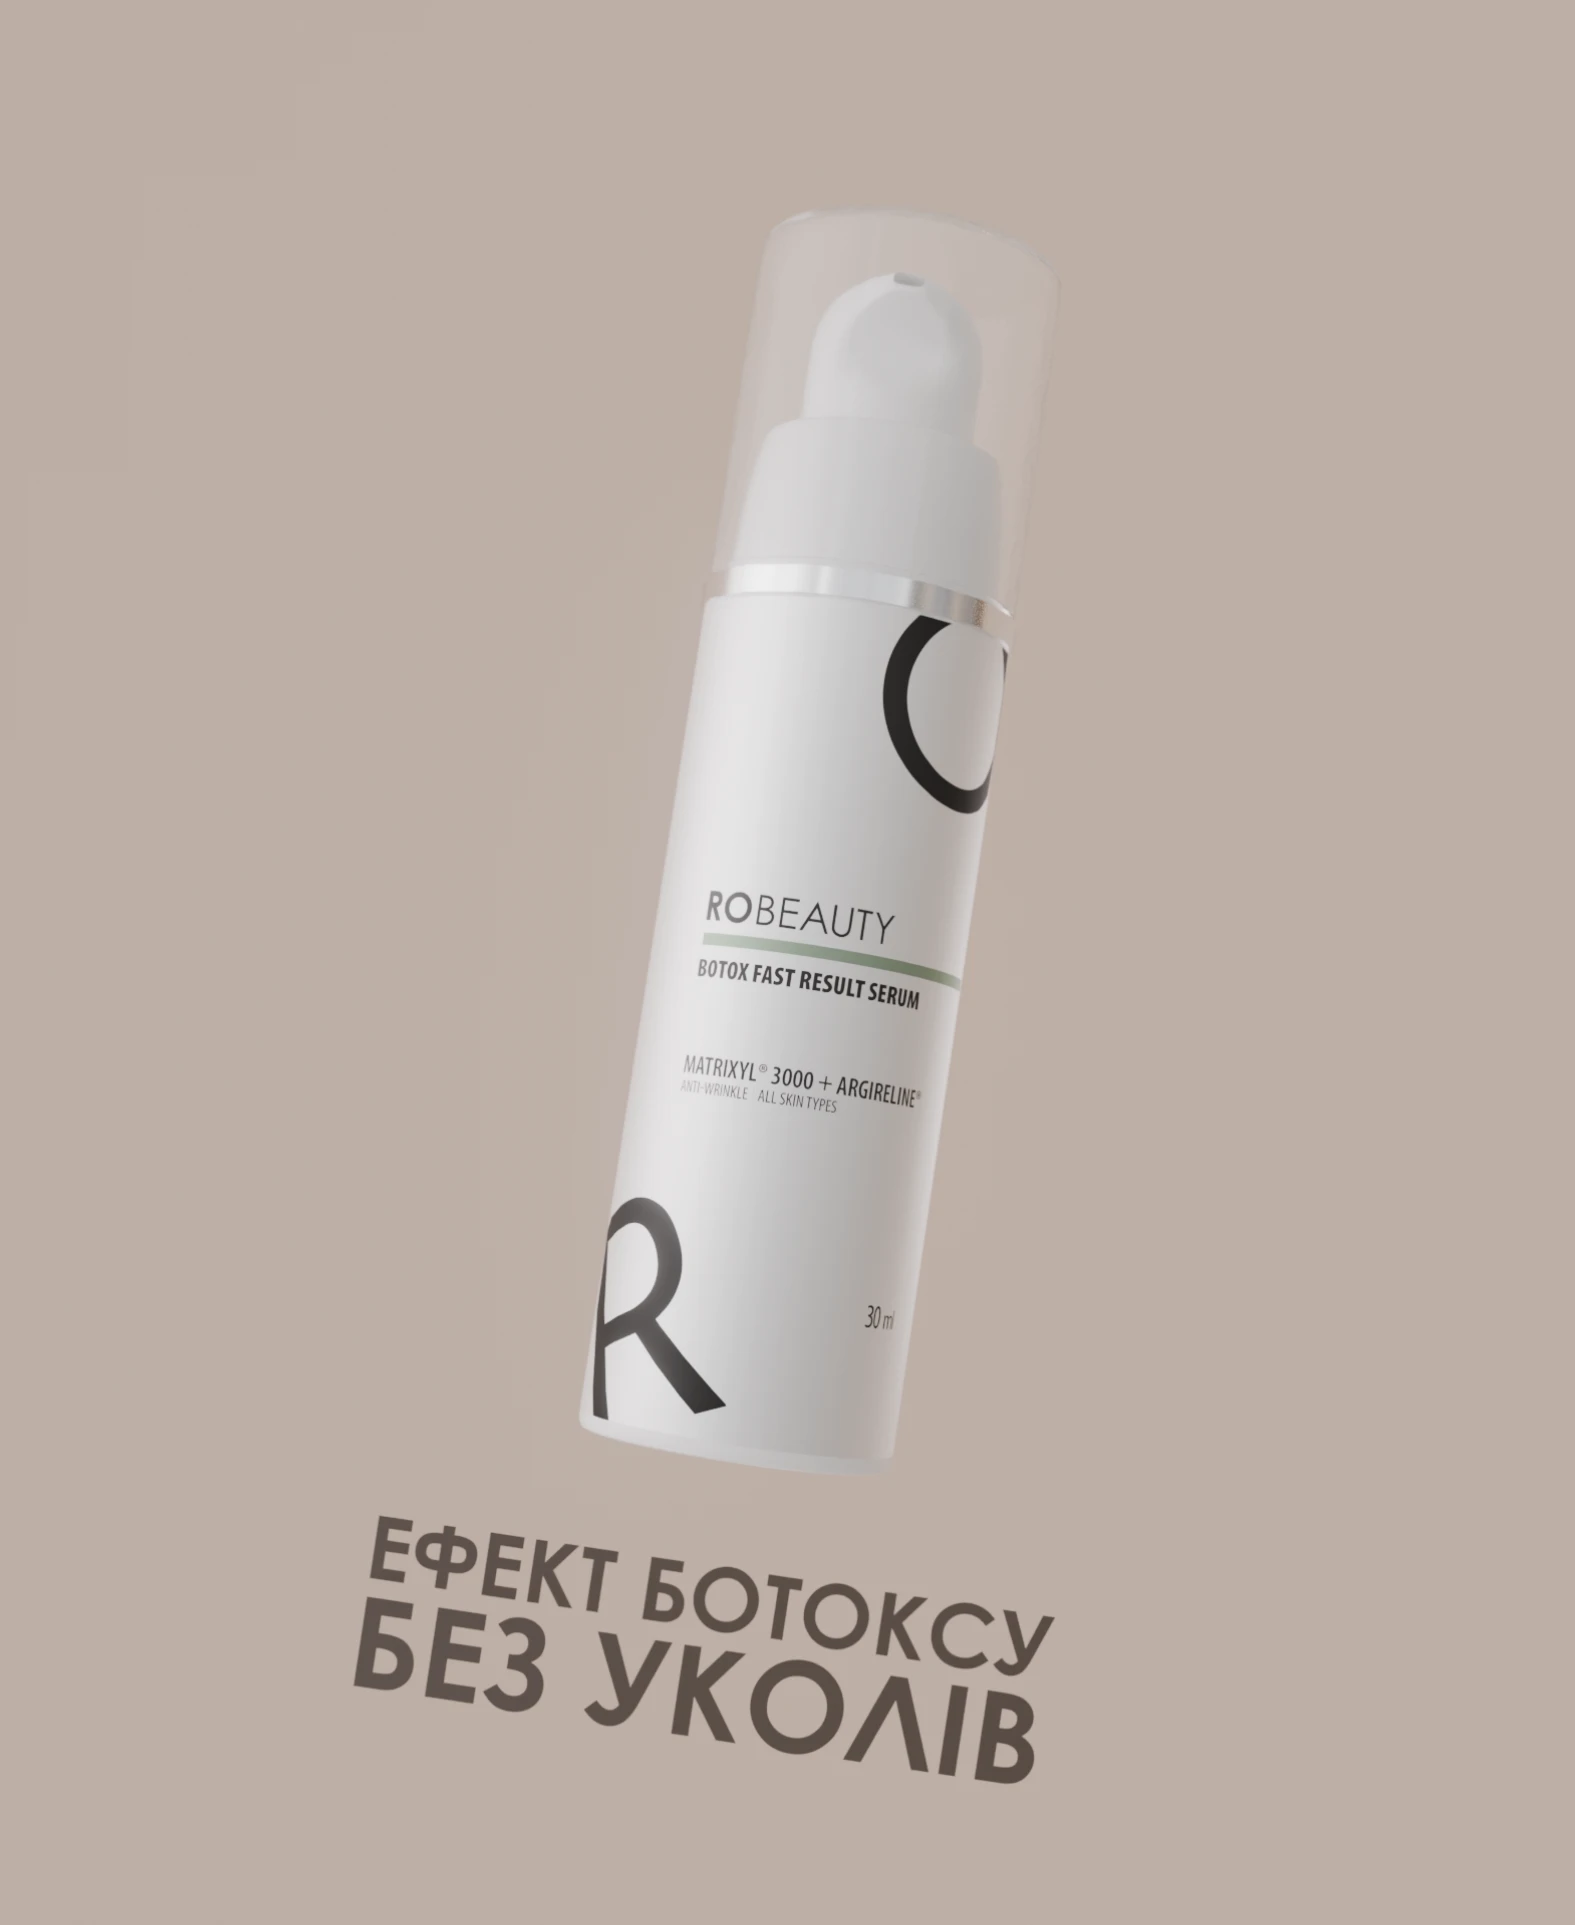 ROBEAUTY
BOTOX FAST RESULT SERUM
MATRIXYL® 3000 + ARGIRELINE®
ANTI-WRINKLE ALL SKIN TYPES
R
30 ml
ЕФЕКТ БОТОКСУ
БЕЗ УКОЛІВ